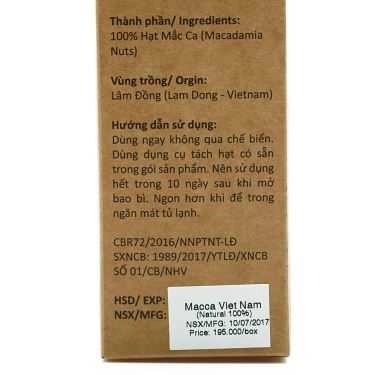 Thành phần/ Ingredients:
100% Hạt Mắc Ca (Macadamia
Nuts)
Vùng trồng/ Orgin:
Lâm Đồng (Lam Dong - Vietnam)
Hướng dẫn sử dụng:
Dùng ngay không qua chế biến.
Dùng dụng cụ tách hạt có sẵn
trong gói sản phẩm. Nên sử dụng
hết trong 10 ngày sau khi mở
bao bì. Ngon hơn khi để trong
ngăn mát tủ lạnh.
CBR72/2016/NNPTNT-LĐ
SXNCB: 1989/2017/YTLĐ/XNCB
SỐ 01/CB/NHV
HSD/ EXP:
NSX/MFG:
Macca Viet Nam
(Natural 100%)
NSX/MFG: 10/07/2017
Price: 195.000/box